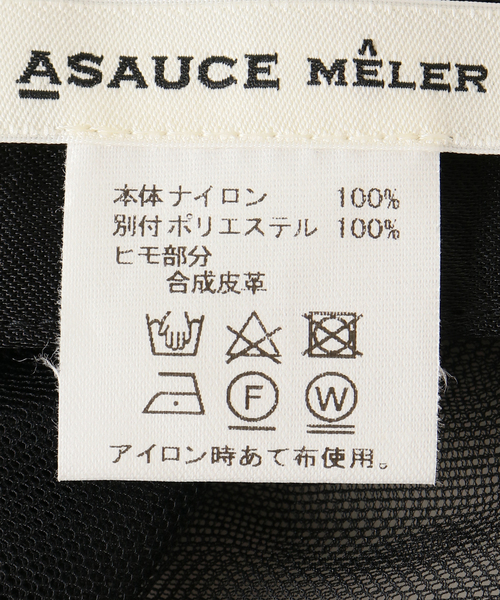 ASAUCE MÊLER
本体ナイロン 100%
別付ポリエステル 100%
ヒモ部分
合成皮革
F W
アイロン時あて布使用。